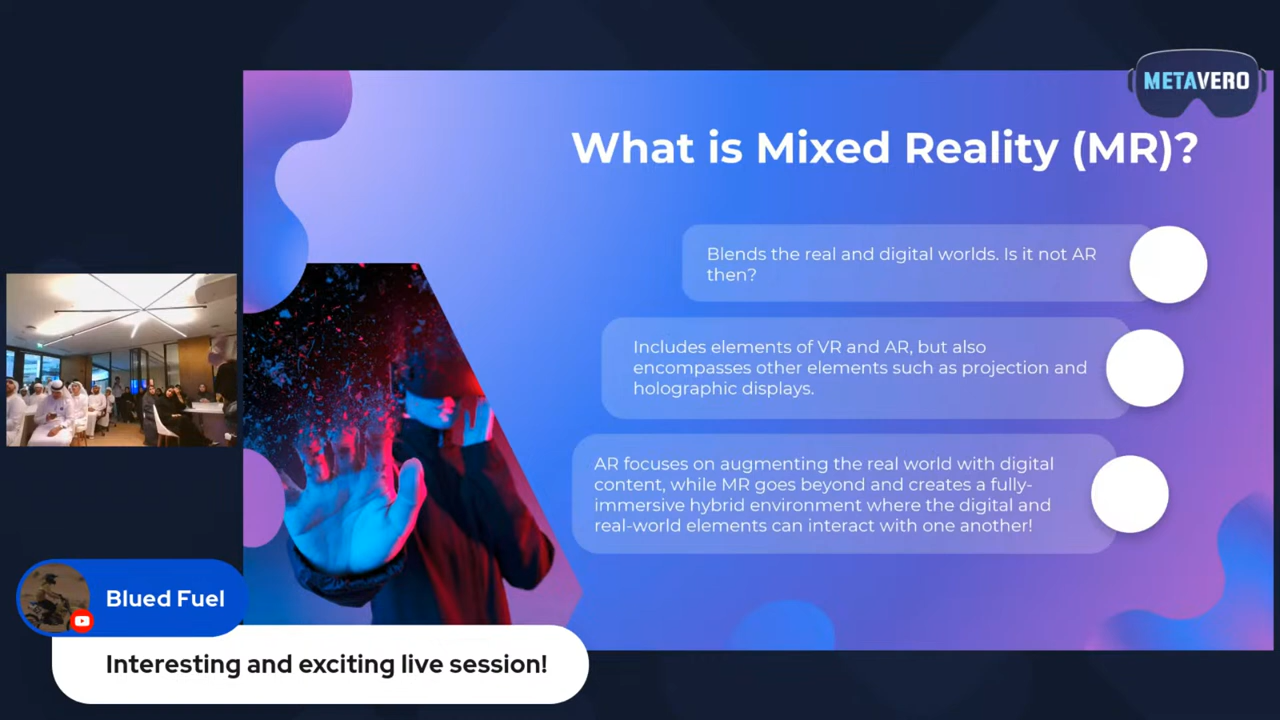 METAVERO
What is Mixed Reality (MR)?
Blends the real and digital worlds. Is it not AR
then?
Includes elements of VR and AR, but also
encompasses other elements such as projection and
holographic displays.
AR focuses on augmenting the real world with digital
content, while MR goes beyond and creates a fully-
immersive hybrid environment where the digital and
real-world elements can interact with one another!
Blued Fuel
Interesting and exciting live session!